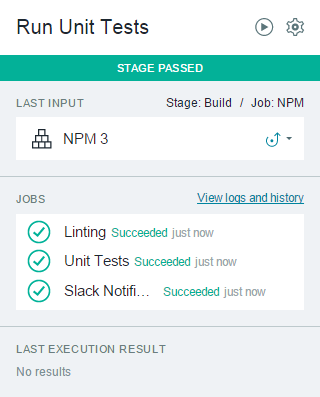 Run Unit Tests
STAGE PASSED
LAST INPUT Stage: Build / Job: NPM
NPM 3
JOBS View logs and history
Linting Succeeded just now
Unit Tests Succeeded just now
Slack Notifi... Succeeded just now
LAST EXECUTION RESULT
No results